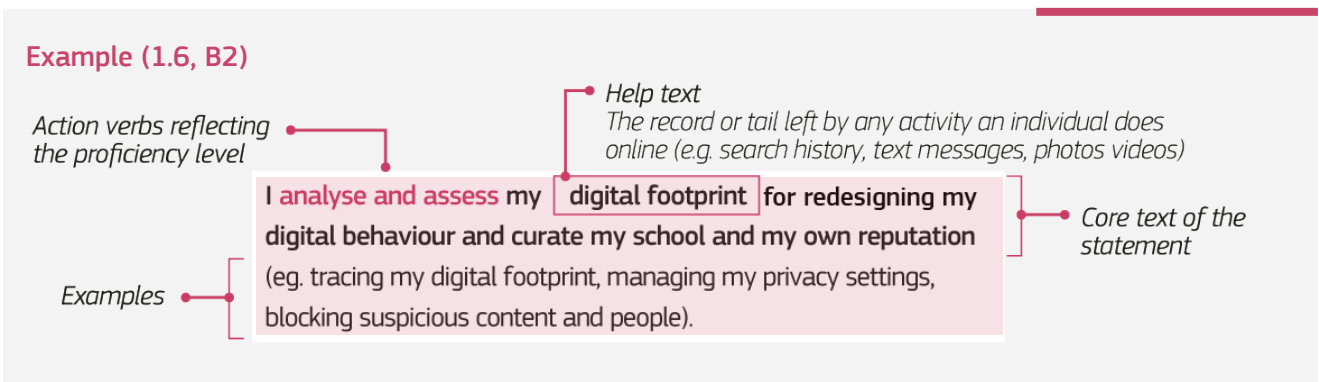 Example (1.6, B2)
Help text
The record or tail left by any activity an individual does
online (e.g. search history, text messages, photos videos)
Action verbs reflecting
the proficiency level
I analyse and assess my digital footprint for redesigning my
digital behaviour and curate my school and my own reputation
(eg. tracing my digital footprint, managing my privacy settings,
blocking suspicious content and people).
Core text of the
statement
Examples